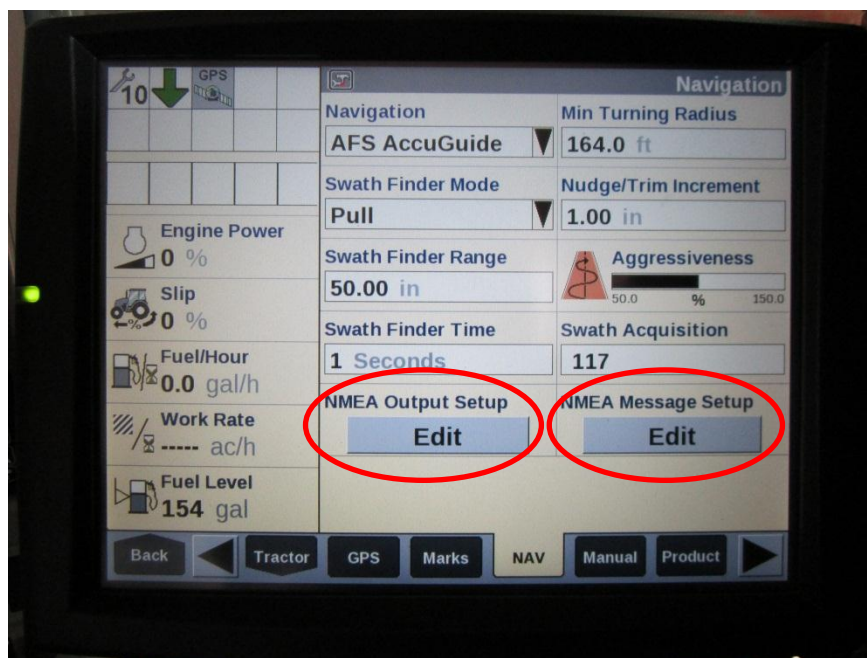 10
GPS
Navigation
Navigation
Min Turning Radius
AFS AccuGuide
164.0 ft
Swath Finder Mode
Nudge/Trim Increment
Pull
1.00 in
Engine Power
0 %
Swath Finder Range
Aggressiveness
50.00 in
50.0 % 150.0
Slip
0 %
%
Swath Finder Time
Swath Acquisition
1 Seconds
117
Fuel/Hour
0.0 gal/h
NMEA Output Setup
NMEA Message Setup
Edit
Edit
Work Rate
----- ac/h
Fuel Level
154 gal
Back
Tractor
GPS
Marks
NAV
Manual
Product